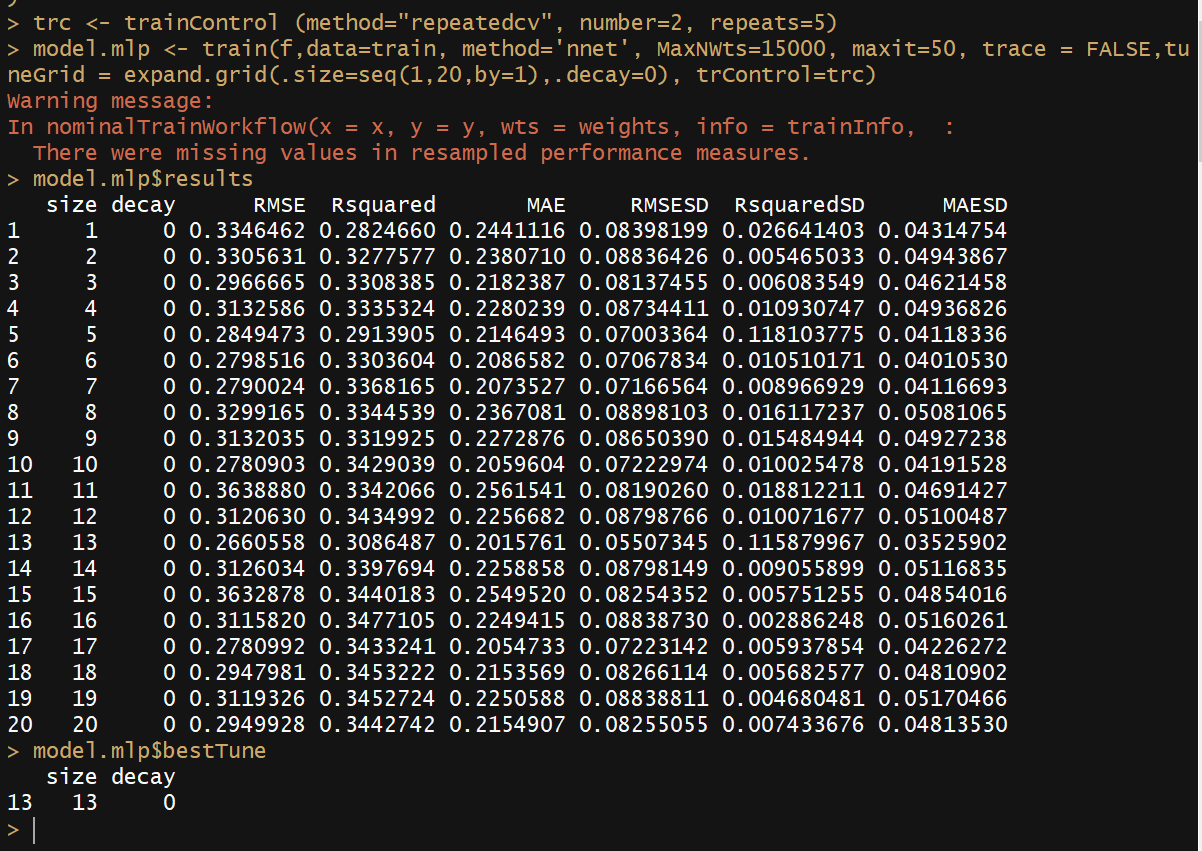 > trc <- trainControl (method="repeatedcv", number=2, repeats=5)
> model.mlp <- train(f,data=train, method='nnet', MaxNWts=15000, maxit=50, trace = FALSE,tu
neGrid = expand.grid(.size=seq(1,20,by=1),.decay=0), trControl=trc)
Warning message:
In nominalTrainWorkflow(x = x, y = y, wts = weights, info = trainInfo,  :
  There were missing values in resampled performance measures.
> model.mlp$results
   size decay      RMSE  Rsquared       MAE     RMSESD  RsquaredSD      MAESD
1     1     0 0.3346462 0.2824660 0.2441116 0.08398199 0.026641403 0.04314754
2     2     0 0.3305631 0.3277577 0.2380710 0.08836426 0.005465033 0.04943867
3     3     0 0.2966665 0.3308385 0.2182387 0.08137455 0.006083549 0.04621458
4     4     0 0.3132586 0.3335324 0.2280239 0.08734411 0.010930747 0.04936826
5     5     0 0.2849473 0.2913905 0.2146493 0.07003364 0.118103775 0.04118336
6     6     0 0.2798516 0.3303604 0.2086582 0.07067834 0.010510171 0.04010530
7     7     0 0.2790024 0.3368165 0.2073527 0.07166564 0.008966929 0.04116693
8     8     0 0.3299165 0.3344539 0.2367081 0.08898103 0.016117237 0.05081065
9     9     0 0.3132035 0.3319925 0.2272876 0.08650390 0.015484944 0.04927238
10   10     0 0.2780903 0.3429039 0.2059604 0.07222974 0.010025478 0.04191528
11   11     0 0.3638880 0.3342066 0.2561541 0.08190260 0.018812211 0.04691427
12   12     0 0.3120630 0.3434992 0.2256682 0.08798766 0.010071677 0.05100487
13   13     0 0.2660558 0.3086487 0.2015761 0.05507345 0.115879967 0.03525902
14   14     0 0.3126034 0.3397694 0.2258858 0.08798149 0.009055899 0.05116835
15   15     0 0.3632878 0.3440183 0.2549520 0.08254352 0.005751255 0.04854016
16   16     0 0.3115820 0.3477105 0.2249415 0.08838730 0.002886248 0.05160261
17   17     0 0.2780992 0.3433241 0.2054733 0.07223142 0.005937854 0.04226272
18   18     0 0.2947981 0.3453222 0.2153569 0.08266114 0.005682577 0.04810902
19   19     0 0.3119326 0.3452724 0.2250588 0.08838811 0.004680481 0.05170466
20   20     0 0.2949928 0.3442742 0.2154907 0.08255055 0.007433676 0.04813530
> model.mlp$bestTune
   size decay
13   13     0
>